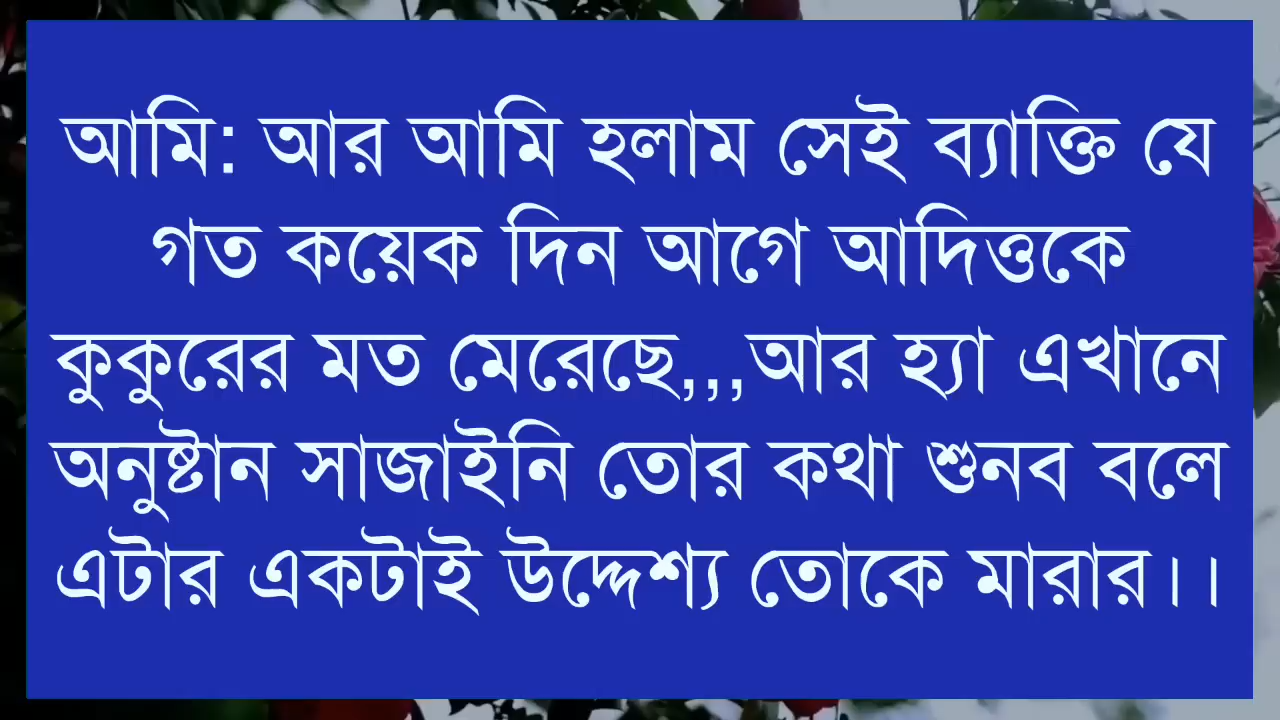 আমি: আর আমি হলাম সেই ব্যাক্তি যে
গত কয়েক দিন আগে আদিত্তকে
কুকুরের মত মেরেছে,,,আর হ্যা এখানে
অনুষ্টান সাজাইনি তোর কথা শুনব বলে
এটার একটাই উদ্দেশ্য তোকে মারার।।